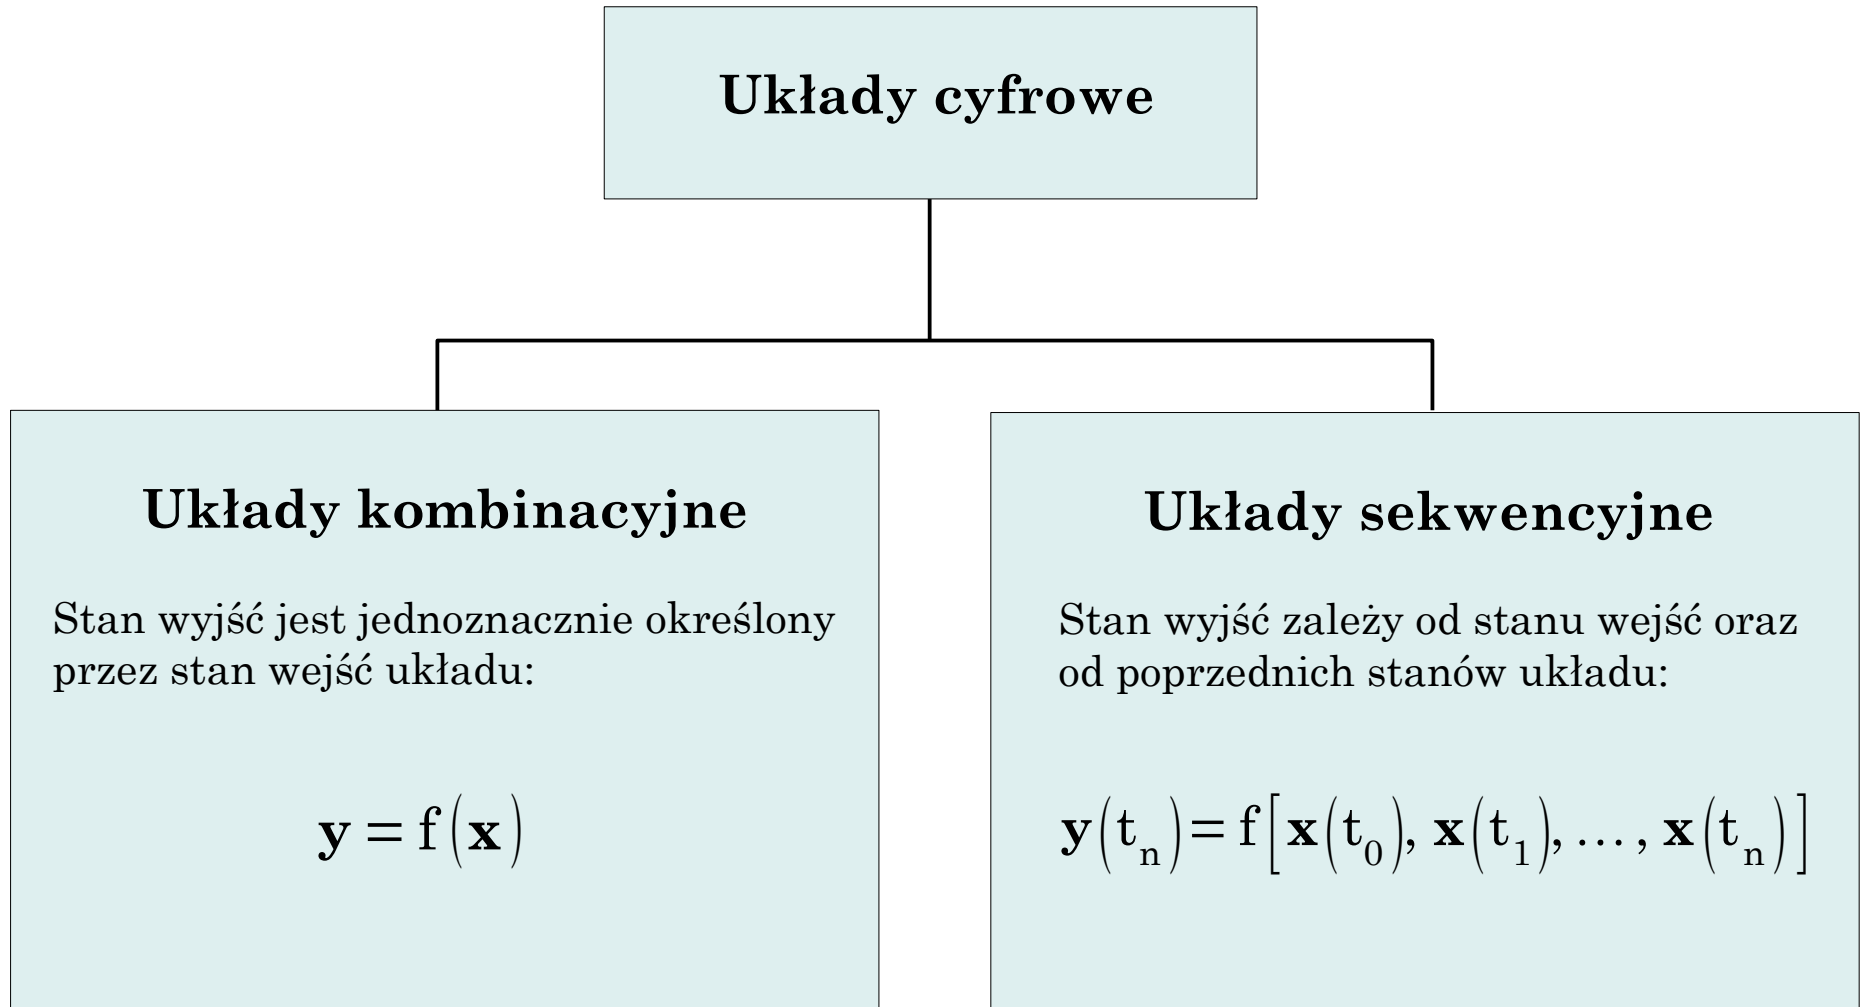 Układy cyfrowe
Układy kombinacyjne
Stan wyjść jest jednoznacznie określony
przez stan wejść układu:
y = f(x)
Układy sekwencyjne
Stan wyjść zależy od stanu wejść oraz
od poprzednich stanów układu:
y(tₙ) = f[x(t₀), x(t₁), … , x(tₙ)]